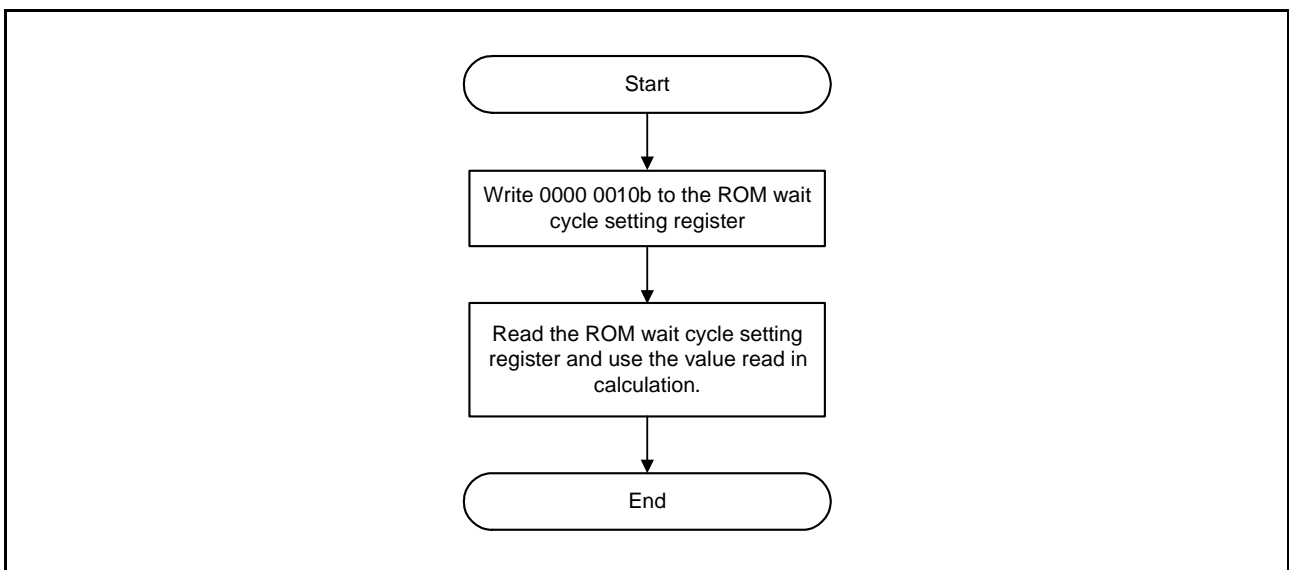 Start
Write 0000 0010b to the ROM wait
cycle setting register
Read the ROM wait cycle setting
register and use the value read in
calculation.
End